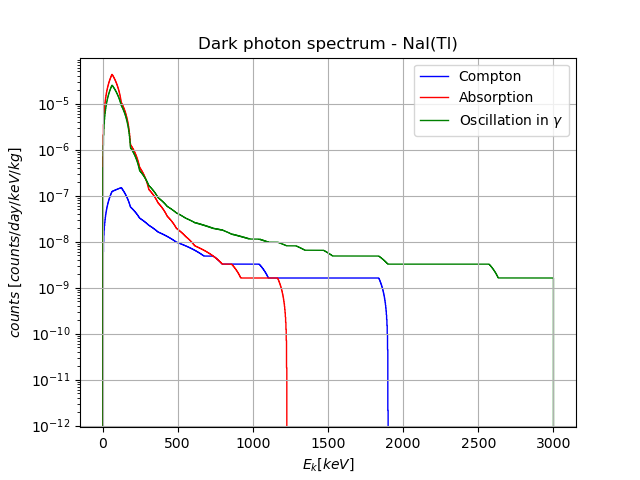 Dark photon spectrum - NaI(Tl)
Compton
Absorption
Oscillation in γ
counts [counts/day/keV/kg]
10⁻⁵
10⁻⁶
10⁻⁷
10⁻⁸
10⁻⁹
10⁻¹⁰
10⁻¹¹
10⁻¹²
0 500 1000 1500 2000 2500 3000
E_k[keV]